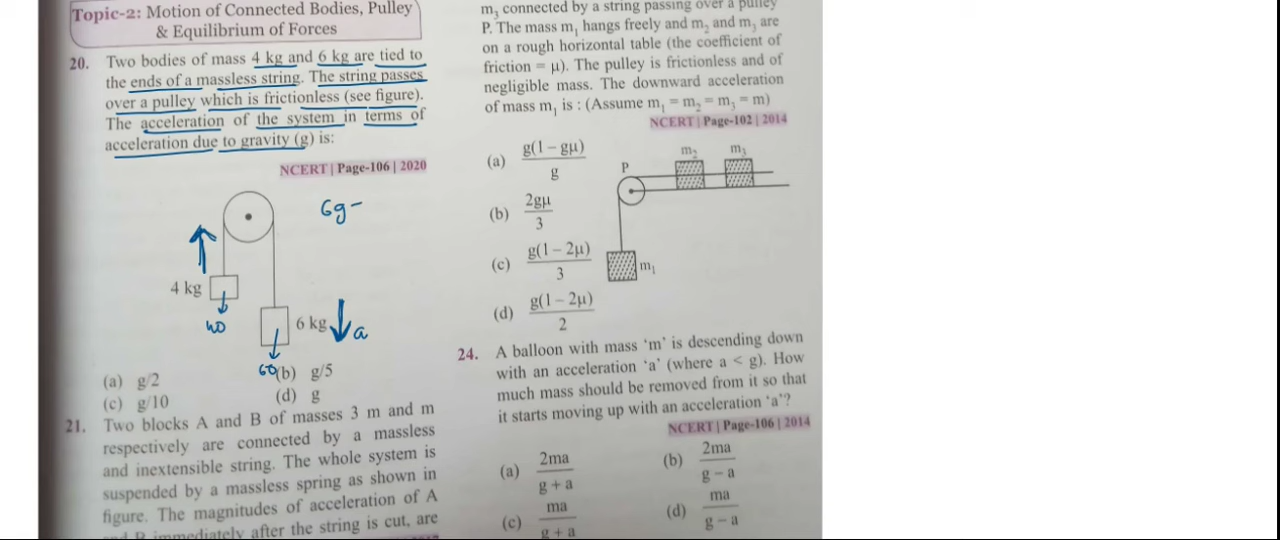 Topic-2: Motion of Connected Bodies, Pulley
& Equilibrium of Forces
20. Two bodies of mass 4 kg and 6 kg are tied to
the ends of a massless string. The string passes
over a pulley which is frictionless (see figure).
The acceleration of the system in terms of
acceleration due to gravity (g) is:
NCERT | Page-106 | 2020
6g-
4 kg
40
6 kg
a
60
(a) g/2
(b) g/5
(c) g/10
(d) g
21. Two blocks A and B of masses 3 m and m
respectively are connected by a massless
and inextensible string. The whole system is
suspended by a massless spring as shown in
figure. The magnitudes of acceleration of A
and B immediately after the string is cut, are
m₃ connected by a string passing over a pulley
P. The mass m₁ hangs freely and m₂ and m₃ are
on a rough horizontal table (the coefficient of
friction = μ). The pulley is frictionless and of
negligible mass. The downward acceleration
of mass m₁ is : (Assume m₁ = m₂ = m₃ = m)
NCERT | Page-102 | 2014
(a) g(1 – gμ)
g
(b) 2gμ
3
(c) g(1 – 2μ)
3
(d) g(1 – 2μ)
2
P
m₂
m₃
m₁
24. A balloon with mass ‘m’ is descending down
with an acceleration ‘a’ (where a < g). How
much mass should be removed from it so that
it starts moving up with an acceleration ‘a’?
NCERT | Page-106 | 2014
(a) 2ma
g + a
(b) 2ma
g – a
(c) ma
g + a
(d) ma
g – a